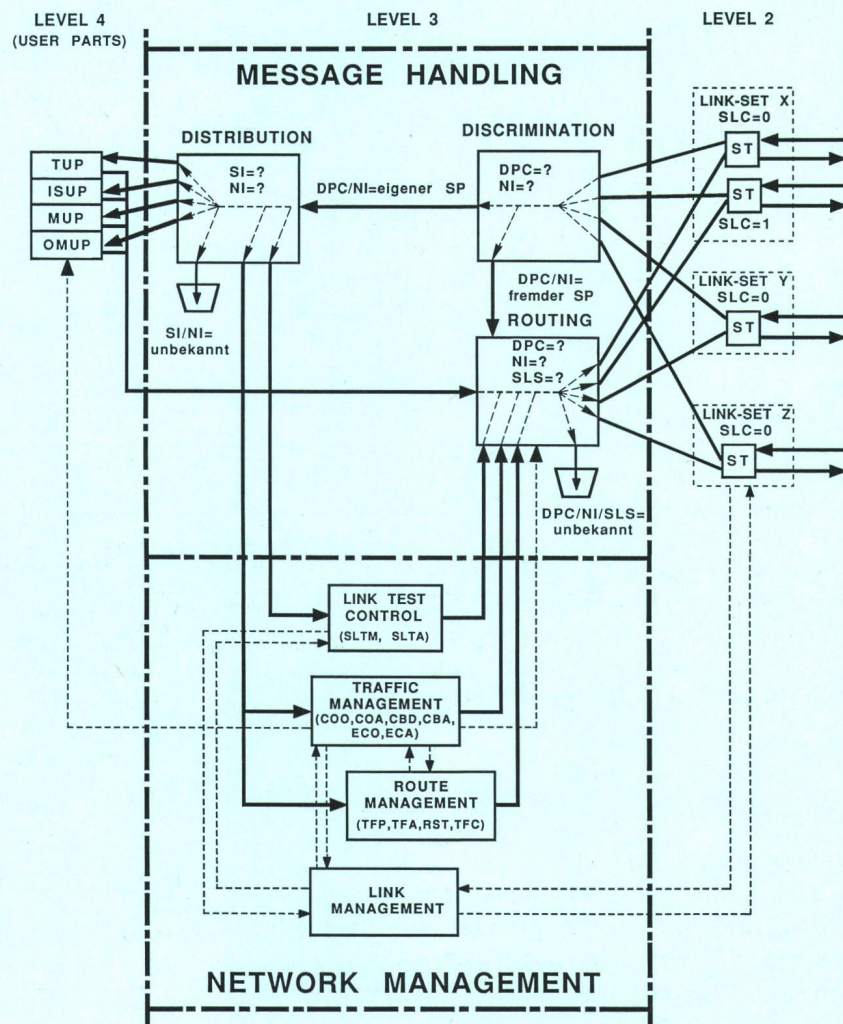 LEVEL 4
(USER PARTS)
LEVEL 3
LEVEL 2
MESSAGE HANDLING
DISTRIBUTION
SI=?
NI=?
DISCRIMINATION
DPC=?
NI=?
DPC/NI=eigener SP
TUP
ISUP
MUP
OMUP
SI/NI=
unbekannt
DPC/NI=
fremder SP
ROUTING
DPC=?
NI=?
SLS=?
DPC/NI/SLS=
unbekannt
LINK-SET X
SLC=0
ST
ST
SLC=1
LINK-SET Y
SLC=0
ST
LINK-SET Z
SLC=0
ST
LINK TEST
CONTROL
(SLTM, SLTA)
TRAFFIC
MANAGEMENT
(COO,COA,CBD,CBA,
ECO,ECA)
ROUTE
MANAGEMENT
(TFP,TFA,RST,TFC)
LINK
MANAGEMENT
NETWORK MANAGEMENT